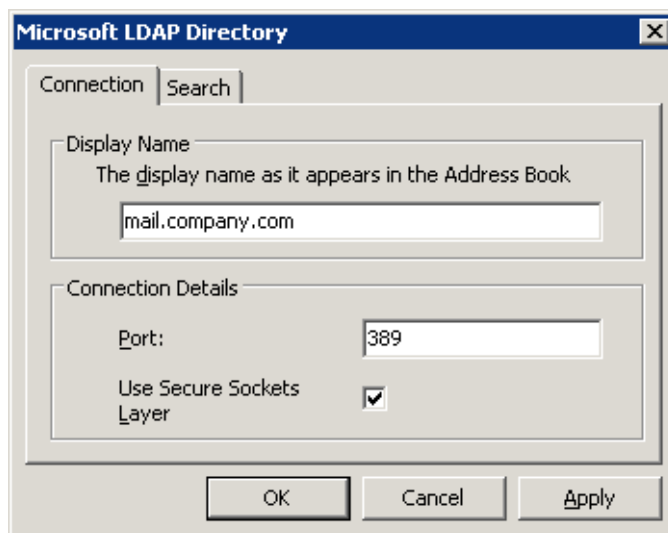 Microsoft LDAP Directory
Connection
Search
Display Name
The display name as it appears in the Address Book
mail.company.com
Connection Details
Port:
389
Use Secure Sockets
Layer
OK
Cancel
Apply